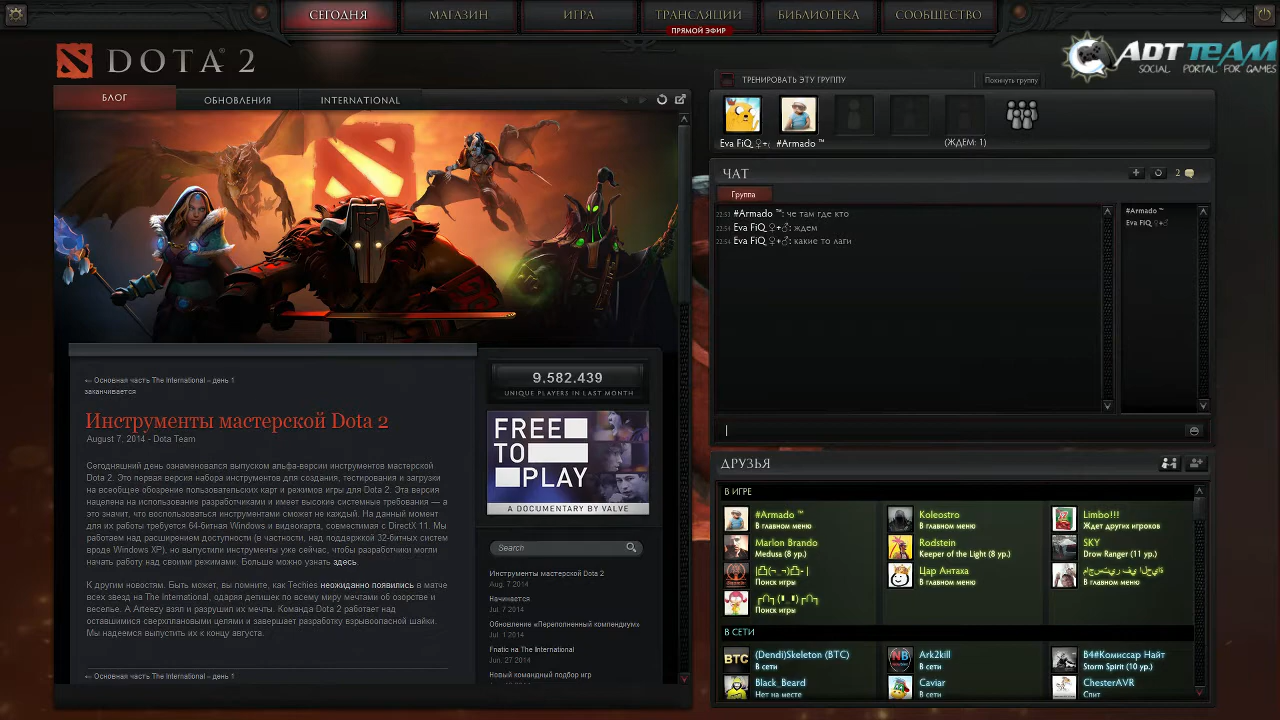 СЕГОДНЯ
МАГАЗИН
ИГРА
ТРАНСЛЯЦИИ
ПРЯМОЙ ЭФИР
БИБЛИОТЕКА
СООБЩЕСТВО
DOTA 2
ADT TEAM
SOCIAL PORTAL FOR GAMES
БЛОГ
ОБНОВЛЕНИЯ
INTERNATIONAL
← Основная часть The International – день 1
заканчивается
Инструменты мастерской Dota 2
August 7, 2014 - Dota Team
Сегодняшний день ознаменовался выпуском альфа-версии инструментов мастерской
Dota 2. Это первая версия набора инструментов для создания, тестирования и загрузки
на всеобщее обозрение пользовательских карт и режимов игры для Dota 2. Эта версия
нацелена на использование разработчиками и имеет высокие системные требования — а
это значит, что воспользоваться инструментами сможет не каждый. На данный момент
для их работы требуется 64-битная Windows и видеокарта, совместимая с DirectX 11. Мы
работаем над расширением доступности (в частности, над поддержкой 32-битных систем
вроде Windows XP), но выпустили инструменты уже сейчас, чтобы разработчики могли
начать работу над своими режимами. Больше можно узнать здесь.
К другим новостям. Быть может, вы помните, как Techies неожиданно появились в матче
всех звезд на The International, одаряя детишек по всему миру мечтами об озорстве и
веселье. А Arteezy взял и разрушил их мечты. Команда Dota 2 работает над
оставшимися сверхплановыми целями и завершает разработку взрывоопасной шайки.
Мы надеемся выпустить их к концу августа.
← Основная часть The International – день 1
9,582,439
UNIQUE PLAYERS IN LAST MONTH
FREE
TO
PLAY
A DOCUMENTARY BY VALVE
Search
Инструменты мастерской Dota 2
Aug. 7 2014
Начинается
Jul. 7 2014
Обновление «Переполненный компендиум»
Jul. 1 2014
Fnatic на The International
Jun. 27 2014
Новый командный подбор игр
ТРЕНИРОВАТЬ ЭТУ ГРУППУ
Покинуть группу
Eva FiQ ♀+(
#Armado ™
(ЖДЕМ: 1)
ЧАТ
2
Группа
22:53 #Armado ™: че там где кто
22:54 Eva FiQ ♀+♂: ждем
22:54 Eva FiQ ♀+♂: какие то лаги
#Armado ™
Eva FiQ ♀+♂
ДРУЗЬЯ
В ИГРЕ
#Armado ™
В главном меню
Koleostro
В главном меню
Limbo!!!
Ждет других игроков
Marlon Brando
Medusa (8 ур.)
Rodstein
Keeper of the Light (8 ур.)
SKY
Drow Ranger (11 ур.)
Поиск игры
Цар Антаха
В главном меню
В главном меню
Поиск игры
В СЕТИ
BTC
(Dendi)Skeleton (BTC)
В сети
NB
Ark2kill
В сети
В4#Комиссар Найт
Storm Spirit (10 ур.)
Black_Beard
Нет на месте
Caviar
В сети
ChesterAVR
Спит